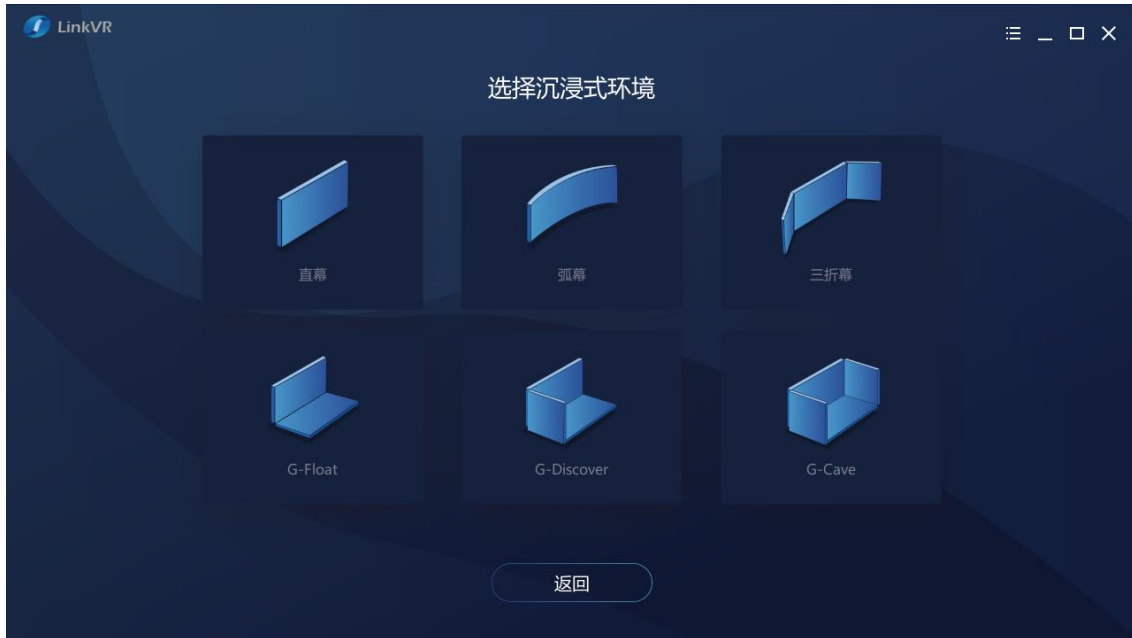 LinkVR
选择沉浸式环境
直幕
弧幕
三折幕
G-Float
G-Discover
G-Cave
返回